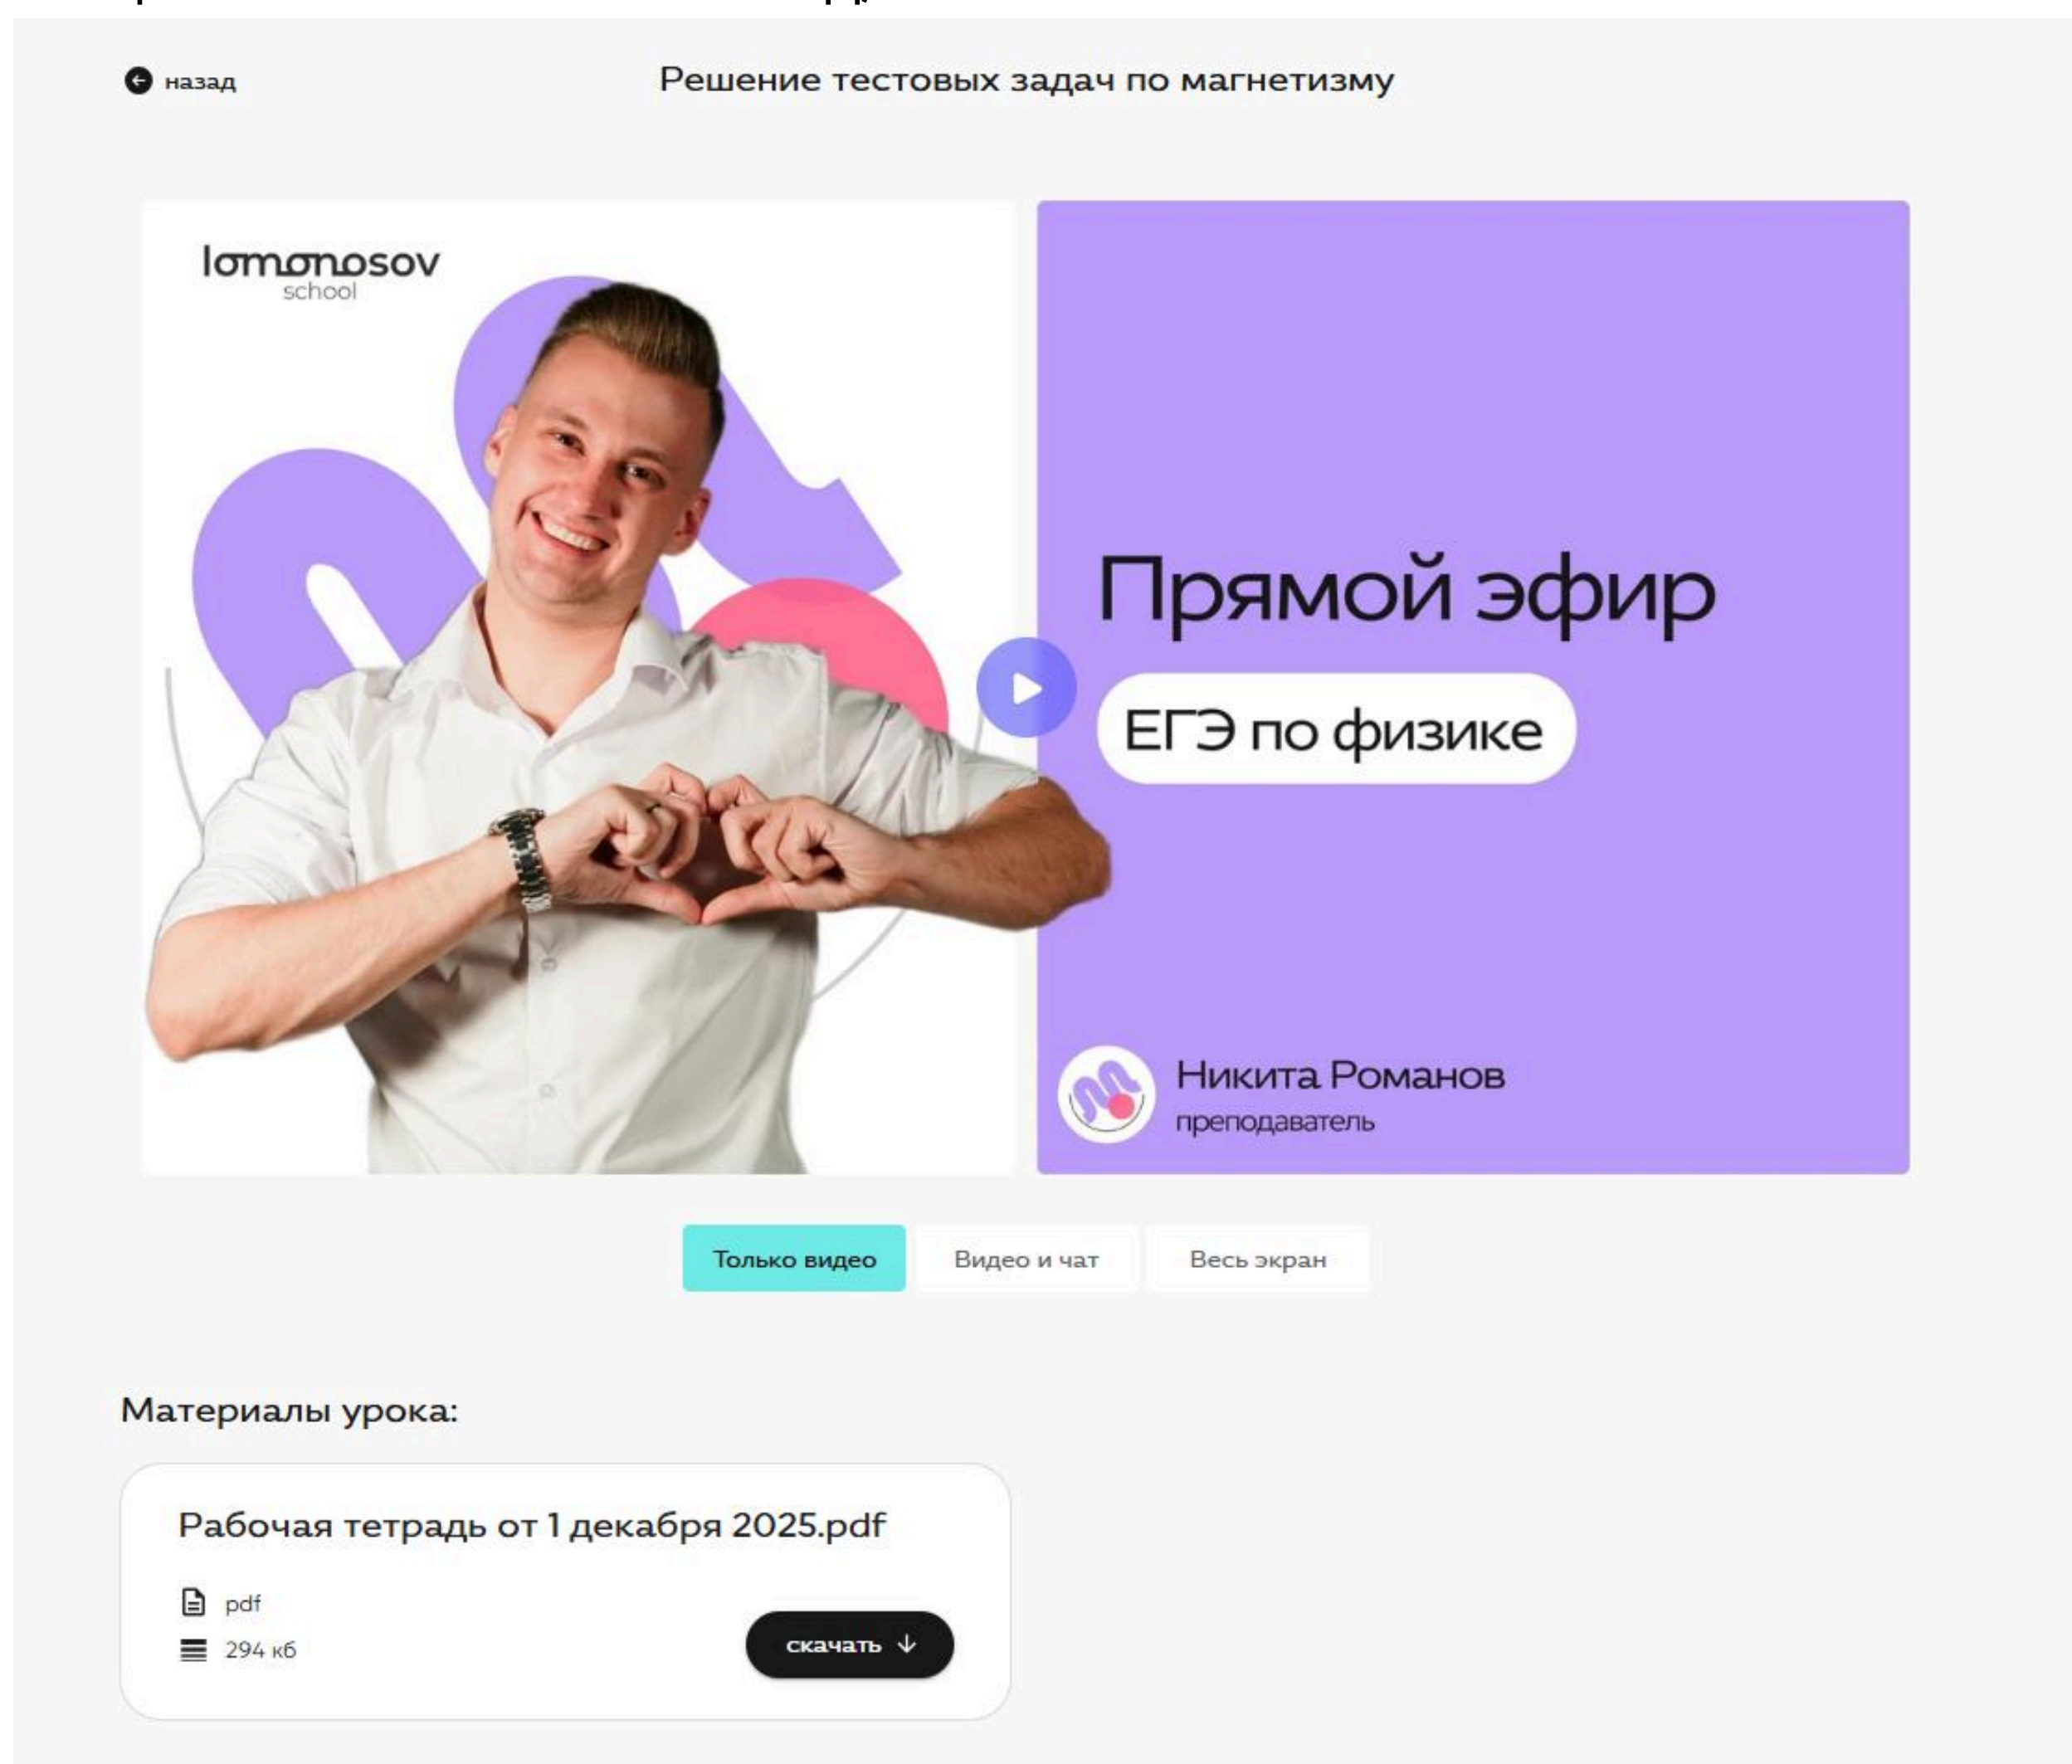 назад
Решение тестовых задач по магнетизму
lomonosov
school
Прямой эфир
ЕГЭ по физике
Никита Романов
преподаватель
Только видео
Видео и чат
Весь экран
Материалы урока:
Рабочая тетрадь от 1 декабря 2025.pdf
pdf
294 кб
скачать